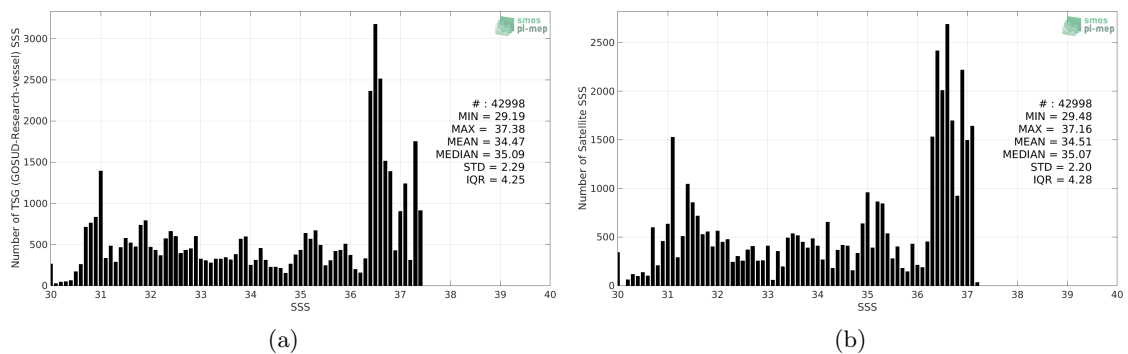 smos
pi-mep
Number of TSG (GOSUD-Research-vessel) SSS
3000
2500
2000
1500
1000
500
0
# : 42998
MIN = 29.19
MAX = 37.38
MEAN = 34.47
MEDIAN = 35.09
STD = 2.29
IQR = 4.25
30 31 32 33 34 35 36 37 38 39 40
SSS
(a)
smos
pi-mep
Number of Satellite SSS
2500
2000
1500
1000
500
0
# : 42998
MIN = 29.48
MAX = 37.16
MEAN = 34.51
MEDIAN = 35.07
STD = 2.20
IQR = 4.28
30 31 32 33 34 35 36 37 38 39 40
SSS
(b)